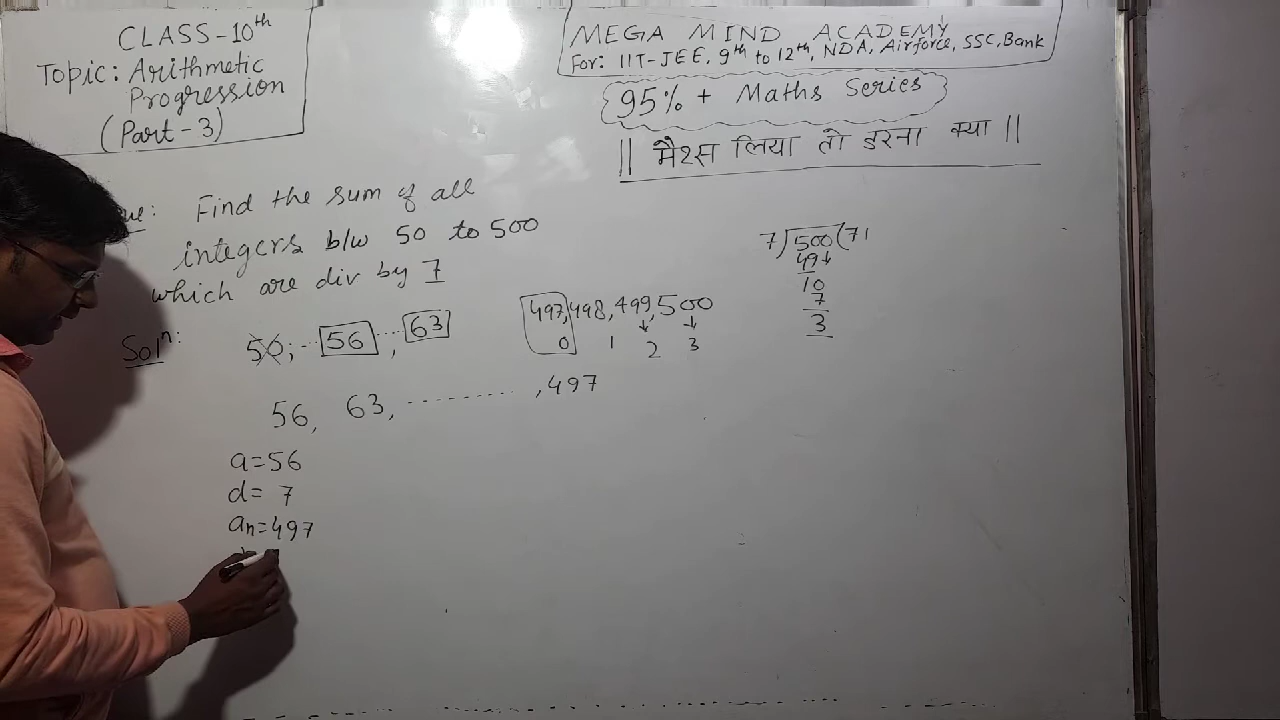 CLASS-10th
Topic: Arithmetic
Progression
(Part-3)
MEGA MIND ACADEMY
For: IIT-JEE, 9th to 12th, NDA, Airforce, SSC, Bank
95% + Maths Series
|| मैथ्स लिया तो डरना क्या ||
Find the sum of all
integers b/w 50 to 500
which are div by 7
7) 500 (71
49
10
7
3
Solⁿ: 50, ... 56 ..., 63 497, 498, 499, 500
0 1 2 3
56, 63, ............, 497
a=56
d= 7
an=497